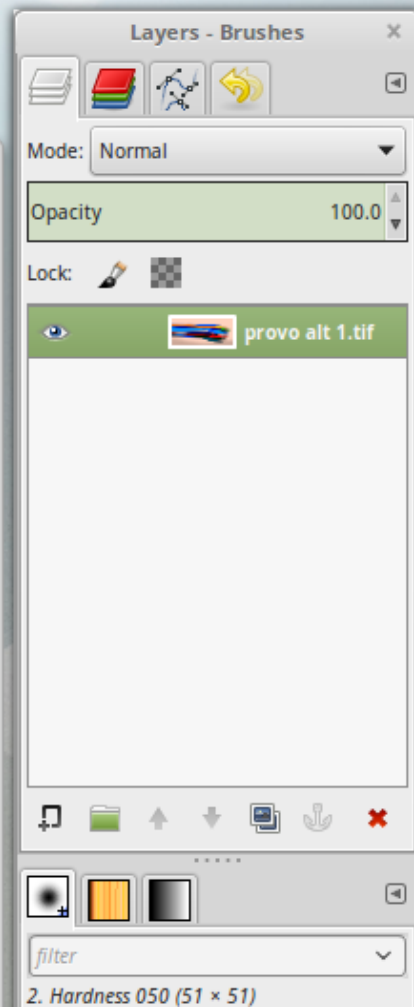 Layers - Brushes
Mode: Normal
Opacity 100.0
Lock:
provo alt 1.tif
filter
2. Hardness 050 (51 × 51)